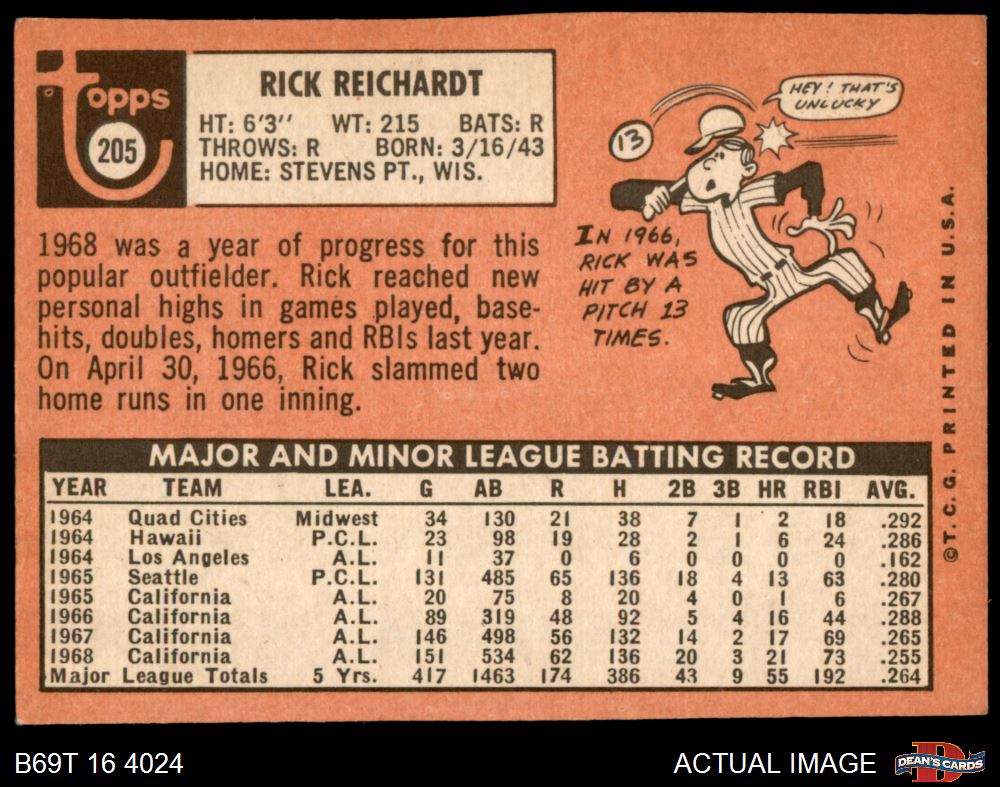 topps
205
RICK REICHARDT
HT: 6'3" WT: 215 BATS: R
THROWS: R BORN: 3/16/43
HOME: STEVENS PT., WIS.
1968 was a year of progress for this
popular outfielder. Rick reached new
personal highs in games played, base-
hits, doubles, homers and RBIs last year.
On April 30, 1966, Rick slammed two
home runs in one inning.
HEY! THAT'S
UNLUCKY
13
IN 1966,
RICK WAS
HIT BY A
PITCH 13
TIMES.
©T.C.G. PRINTED IN U.S.A.
MAJOR AND MINOR LEAGUE BATTING RECORD
YEAR TEAM LEA. G AB R H 2B 3B HR RBI AVG.
1964 Quad Cities Midwest 34 130 21 38 7 1 2 18 .292
1964 Hawaii P.C.L. 23 98 19 28 2 1 6 24 .286
1964 Los Angeles A.L. 11 37 0 6 0 0 0 0 .162
1965 Seattle P.C.L. 131 485 65 136 18 4 13 63 .280
1965 California A.L. 20 75 8 20 4 0 1 6 .267
1966 California A.L. 89 319 48 92 5 4 16 44 .288
1967 California A.L. 146 498 56 132 14 2 17 69 .265
1968 California A.L. 151 534 62 136 20 3 21 73 .255
Major League Totals 5 Yrs. 417 1463 174 386 43 9 55 192 .264
B69T 16 4024
ACTUAL IMAGE
D
DEAN'S CARDS